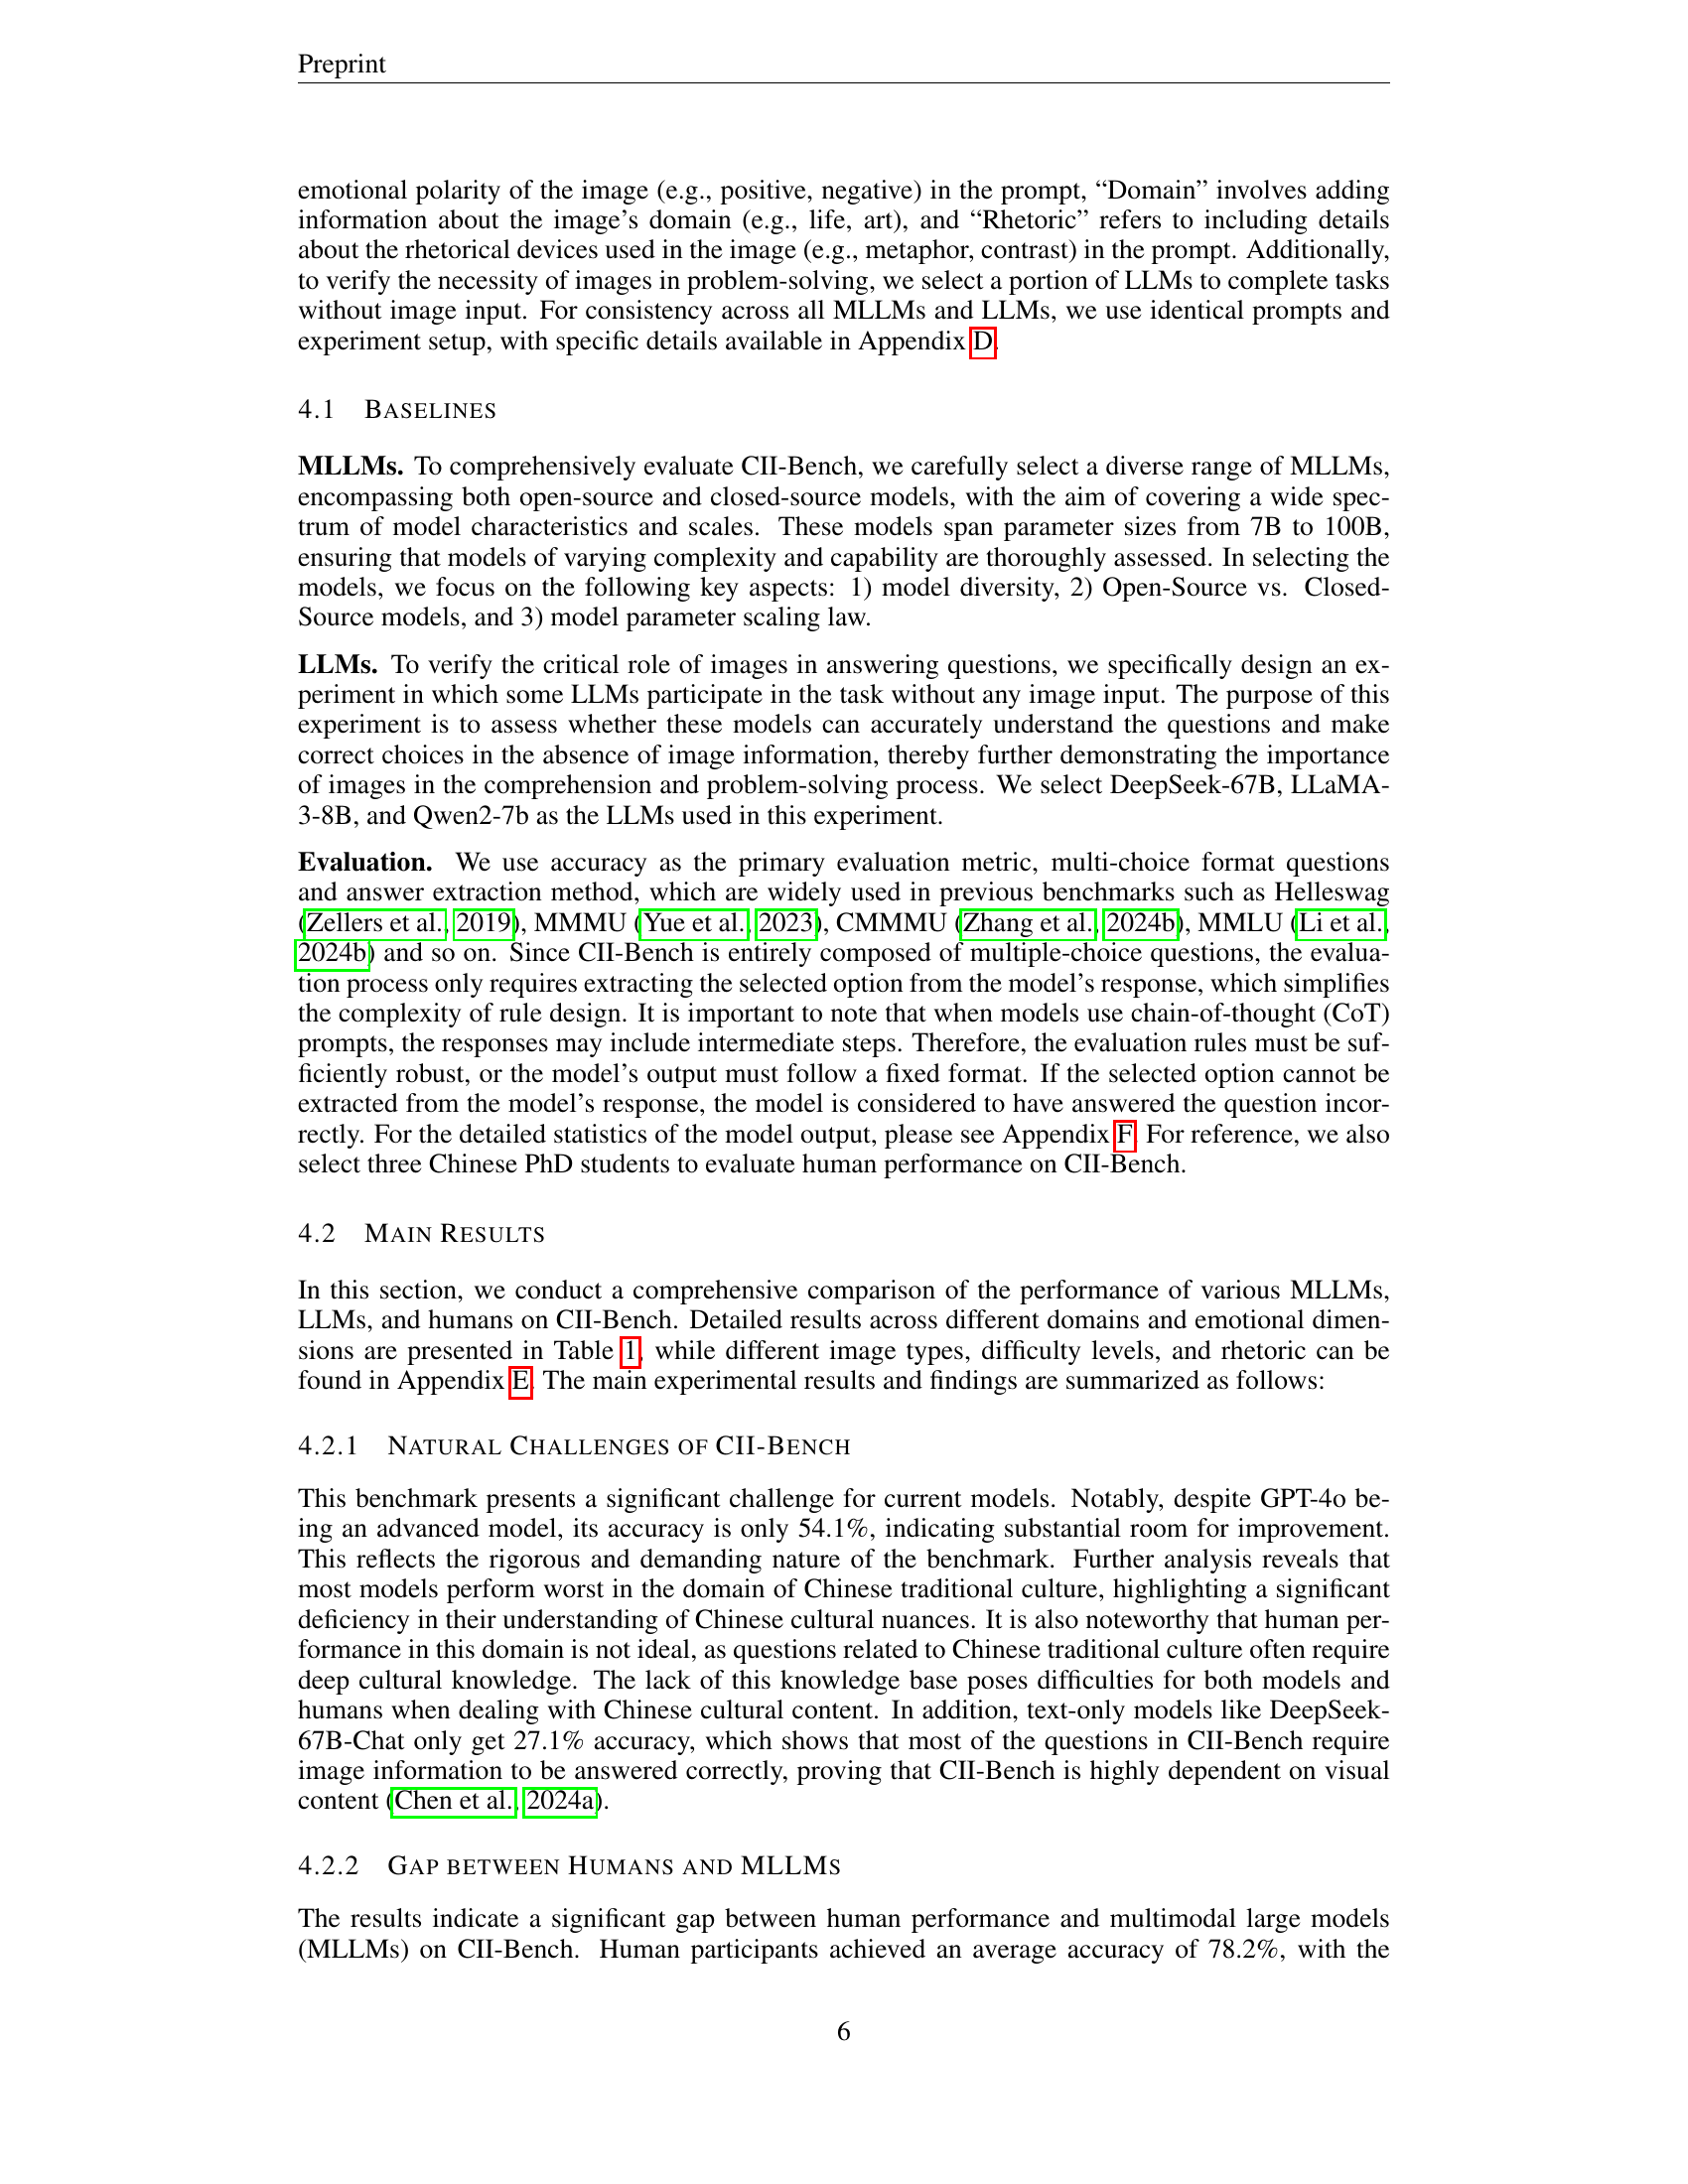 Preprint
emotional polarity of the image (e.g., positive, negative) in the prompt, “Domain” involves adding
information about the image’s domain (e.g., life, art), and “Rhetoric” refers to including details
about the rhetorical devices used in the image (e.g., metaphor, contrast) in the prompt. Additionally,
to verify the necessity of images in problem-solving, we select a portion of LLMs to complete tasks
without image input. For consistency across all MLLMs and LLMs, we use identical prompts and
experiment setup, with specific details available in Appendix D.
4.1 BASELINES
MLLMs. To comprehensively evaluate CII-Bench, we carefully select a diverse range of MLLMs,
encompassing both open-source and closed-source models, with the aim of covering a wide spec-
trum of model characteristics and scales. These models span parameter sizes from 7B to 100B,
ensuring that models of varying complexity and capability are thoroughly assessed. In selecting the
models, we focus on the following key aspects: 1) model diversity, 2) Open-Source vs. Closed-
Source models, and 3) model parameter scaling law.
LLMs. To verify the critical role of images in answering questions, we specifically design an ex-
periment in which some LLMs participate in the task without any image input. The purpose of this
experiment is to assess whether these models can accurately understand the questions and make
correct choices in the absence of image information, thereby further demonstrating the importance
of images in the comprehension and problem-solving process. We select DeepSeek-67B, LLaMA-
3-8B, and Qwen2-7b as the LLMs used in this experiment.
Evaluation. We use accuracy as the primary evaluation metric, multi-choice format questions
and answer extraction method, which are widely used in previous benchmarks such as Helleswag
(Zellers et al., 2019), MMMU (Yue et al., 2023), CMMMU (Zhang et al., 2024b), MMLU (Li et al.,
2024b) and so on. Since CII-Bench is entirely composed of multiple-choice questions, the evalua-
tion process only requires extracting the selected option from the model’s response, which simplifies
the complexity of rule design. It is important to note that when models use chain-of-thought (CoT)
prompts, the responses may include intermediate steps. Therefore, the evaluation rules must be suf-
ficiently robust, or the model’s output must follow a fixed format. If the selected option cannot be
extracted from the model’s response, the model is considered to have answered the question incor-
rectly. For the detailed statistics of the model output, please see Appendix F. For reference, we also
select three Chinese PhD students to evaluate human performance on CII-Bench.
4.2 MAIN RESULTS
In this section, we conduct a comprehensive comparison of the performance of various MLLMs,
LLMs, and humans on CII-Bench. Detailed results across different domains and emotional dimen-
sions are presented in Table 1, while different image types, difficulty levels, and rhetoric can be
found in Appendix E. The main experimental results and findings are summarized as follows:
4.2.1 NATURAL CHALLENGES OF CII-BENCH
This benchmark presents a significant challenge for current models. Notably, despite GPT-4o be-
ing an advanced model, its accuracy is only 54.1%, indicating substantial room for improvement.
This reflects the rigorous and demanding nature of the benchmark. Further analysis reveals that
most models perform worst in the domain of Chinese traditional culture, highlighting a significant
deficiency in their understanding of Chinese cultural nuances. It is also noteworthy that human per-
formance in this domain is not ideal, as questions related to Chinese traditional culture often require
deep cultural knowledge. The lack of this knowledge base poses difficulties for both models and
humans when dealing with Chinese cultural content. In addition, text-only models like DeepSeek-
67B-Chat only get 27.1% accuracy, which shows that most of the questions in CII-Bench require
image information to be answered correctly, proving that CII-Bench is highly dependent on visual
content (Chen et al., 2024a).
4.2.2 GAP BETWEEN HUMANS AND MLLMS
The results indicate a significant gap between human performance and multimodal large models
(MLLMs) on CII-Bench. Human participants achieved an average accuracy of 78.2%, with the
6